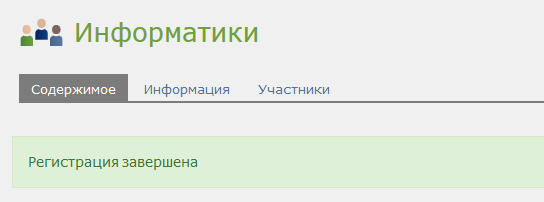 Информатики
Содержимое Информация Участники
Регистрация завершена